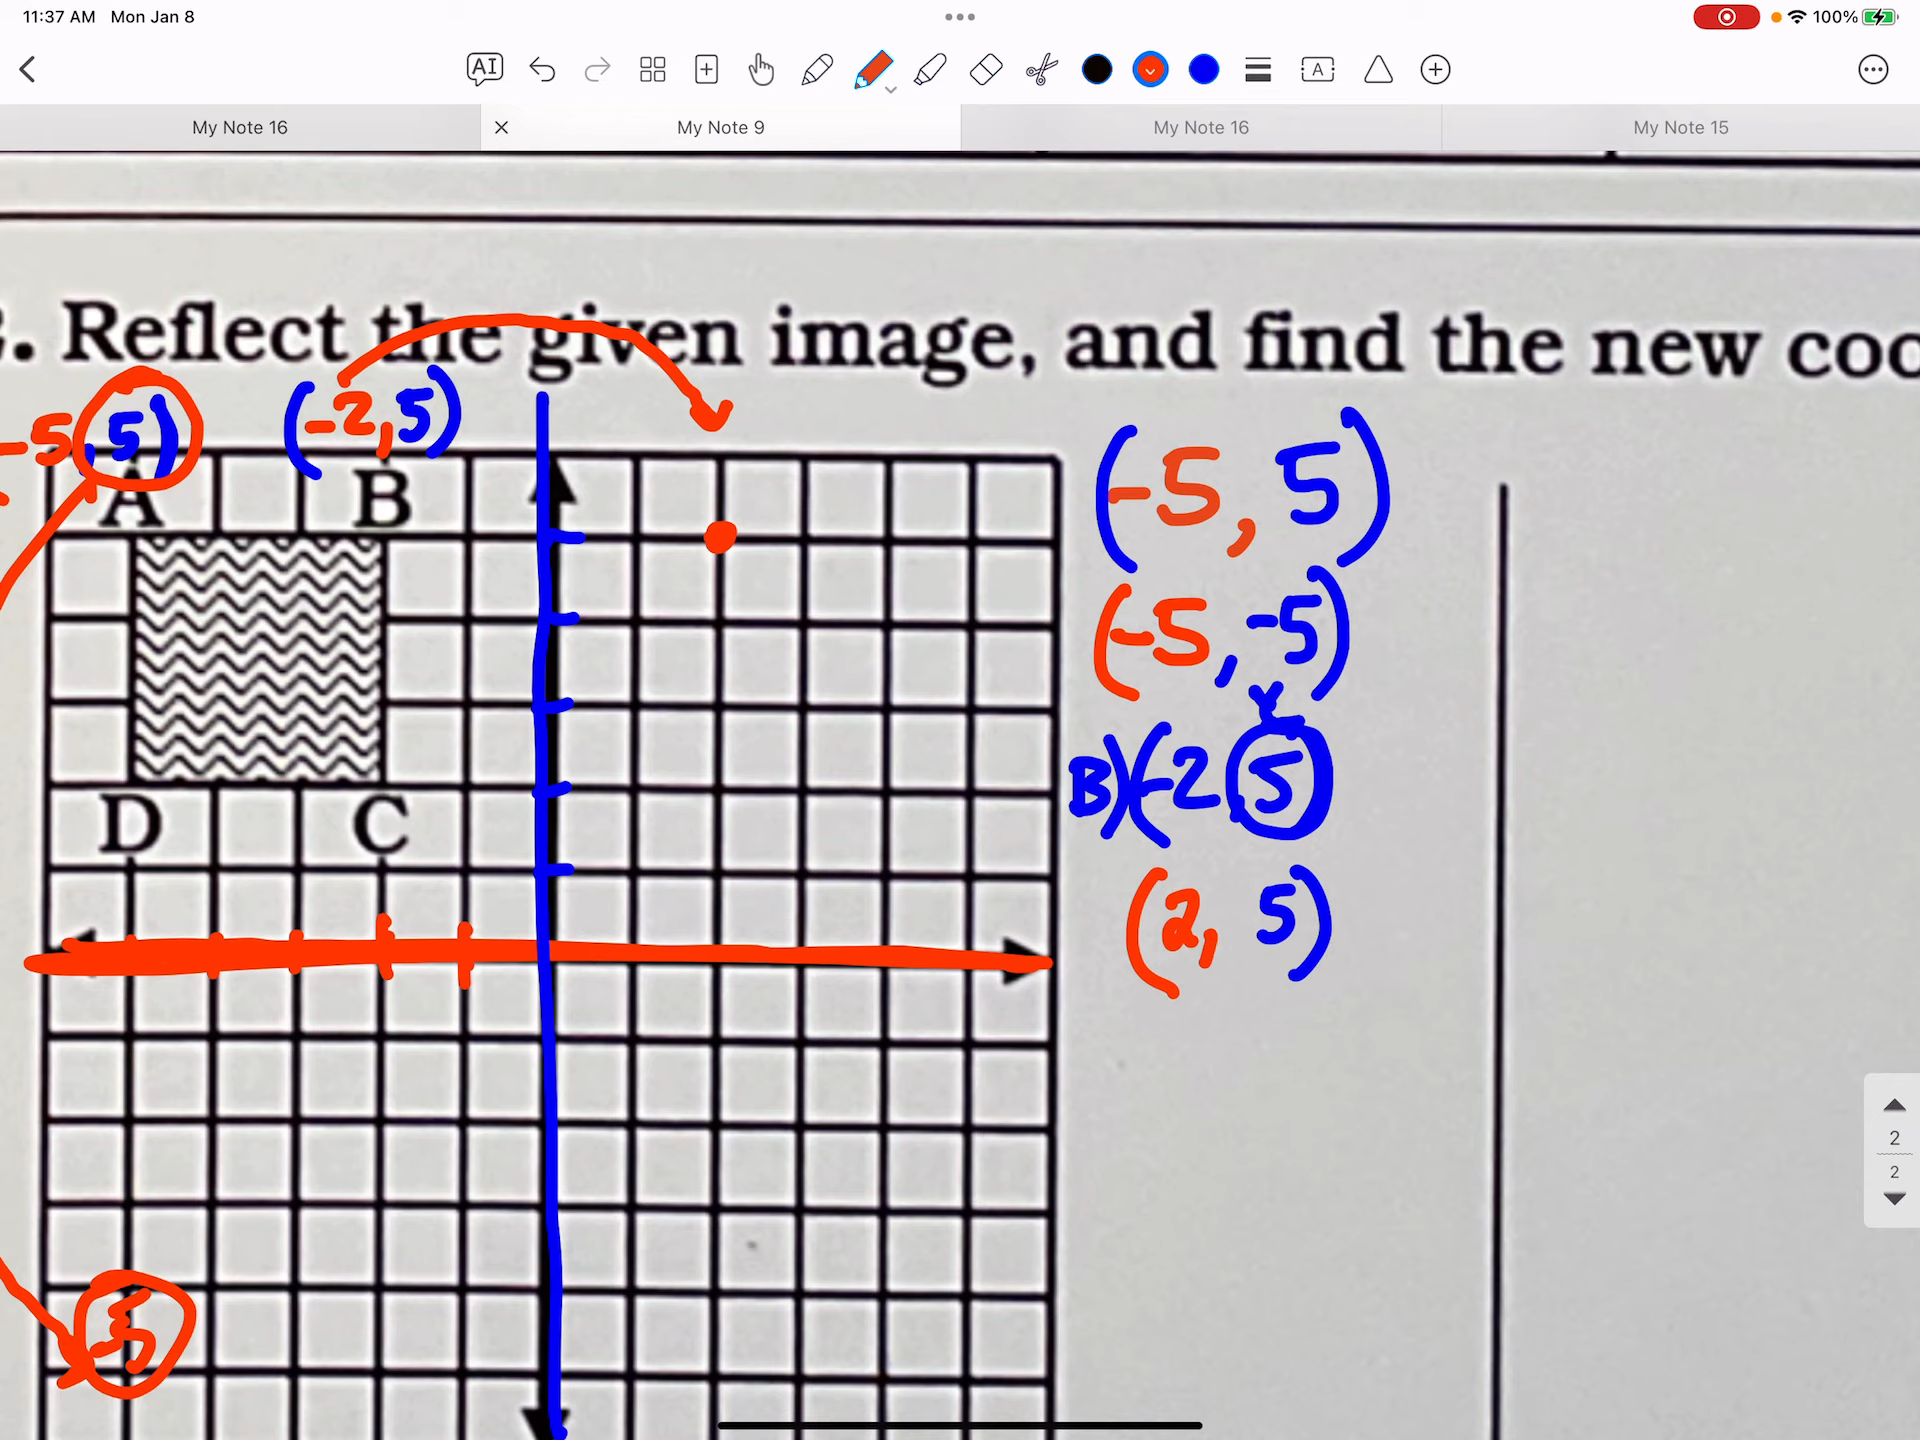 11:37 AM Mon Jan 8
100%
AI
A
My Note 16
My Note 9
My Note 16
My Note 15
. Reflect the given image, and find the new coo
-5,5)
(-2,5)
A
B
D
C
(-5, 5)
(-5, -5)
Y
B) (-2 5
(2, 5)
2
2